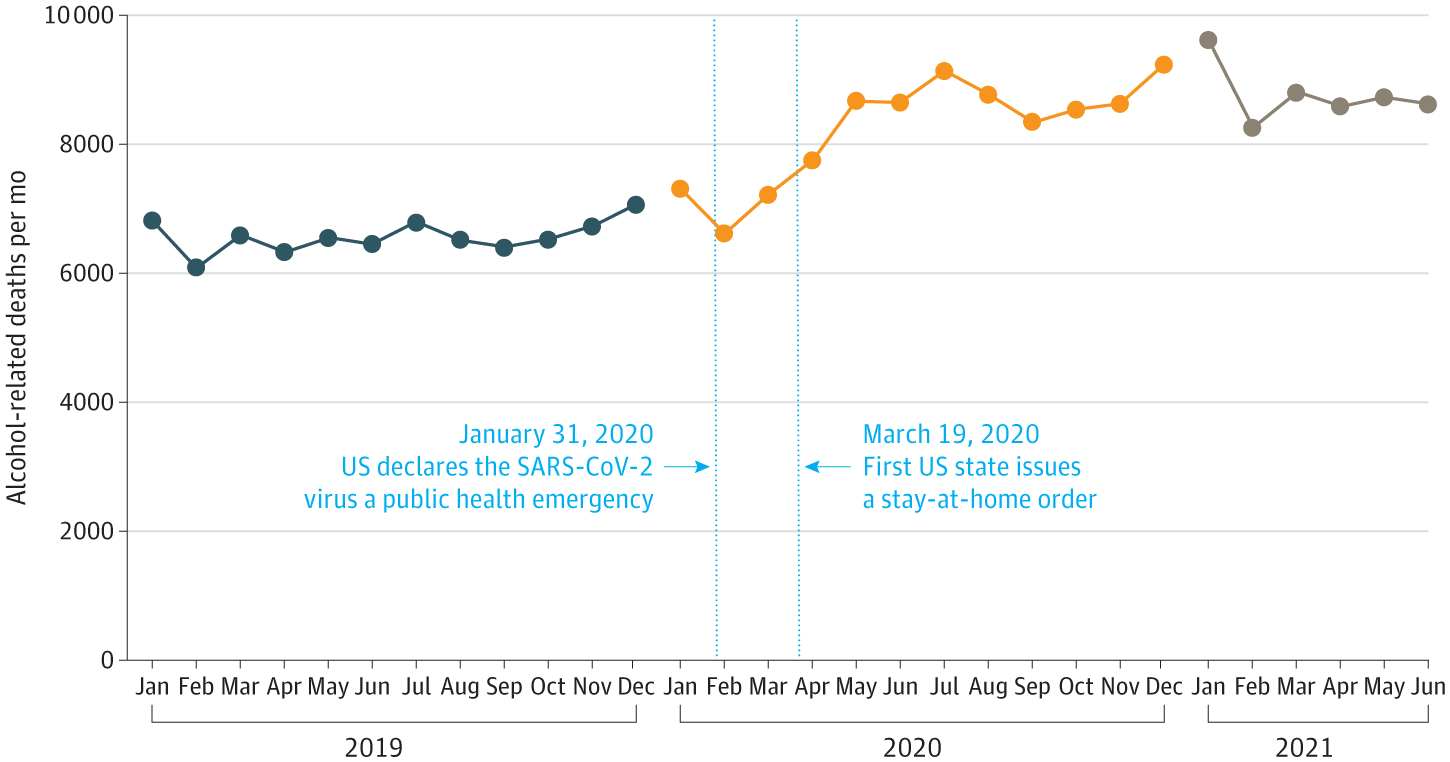 10 000
8000
6000
4000
2000
0
Alcohol-related deaths per mo
January 31, 2020
US declares the SARS-CoV-2
virus a public health emergency
March 19, 2020
First US state issues
a stay-at-home order
Jan Feb Mar Apr May Jun Jul Aug Sep Oct Nov Dec Jan Feb Mar Apr May Jun Jul Aug Sep Oct Nov Dec Jan Feb Mar Apr May Jun
2019 2020 2021